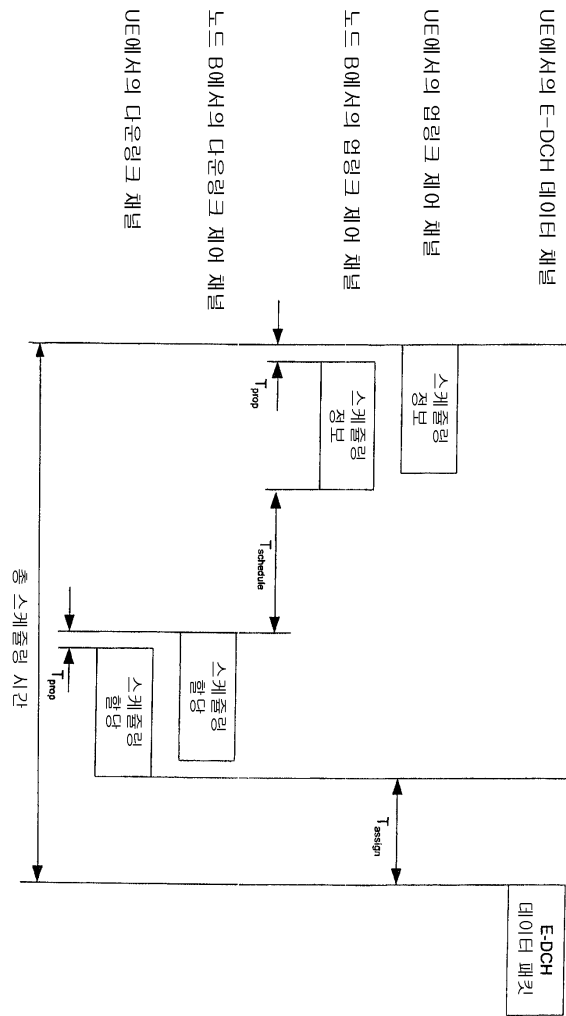 UE에서의 E-DCH 데이터 채널
E-DCH
데이터 패킷
UE에서의 업링크 제어 채널
스케줄링
정보
Tassign
노드 B에서의 업링크 제어 채널
스케줄링
정보
Tprop
Tschedule
노드 B에서의 다운링크 제어 채널
스케줄링
할당
UE에서의 다운링크 채널
스케줄링
할당
Tprop
총 스케줄링 시간